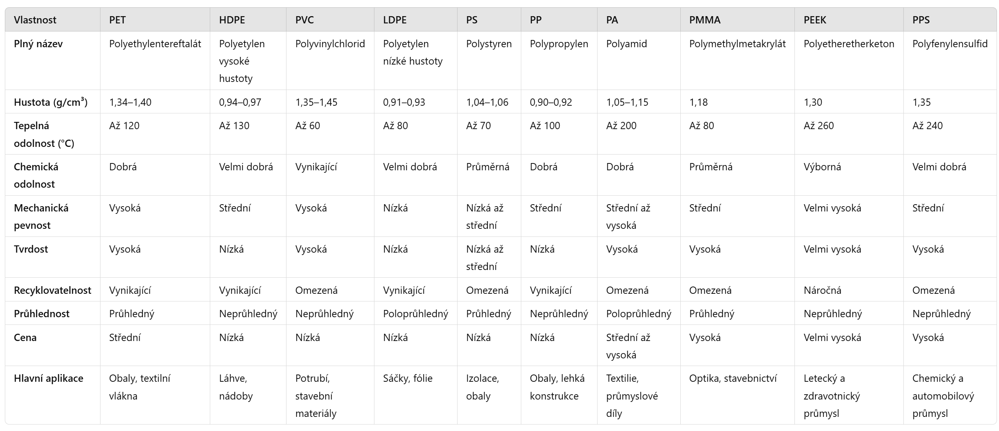 Vlastnost PET HDPE PVC LDPE PS PP PA PMMA PEEK PPS
Plný název Polyethylentereftalát Polyetylen Polyvinylchlorid Polyetylen Polystyren Polypropylen Polyamid Polymethylmetakrylát Polyetheretherketon Polyfenylensulfid
vysoké nízké hustoty
hustoty
Hustota (g/cm³) 1,34–1,40 0,94–0,97 1,35–1,45 0,91–0,93 1,04–1,06 0,90–0,92 1,05–1,15 1,18 1,30 1,35
Tepelná Až 120 Až 130 Až 60 Až 80 Až 70 Až 100 Až 200 Až 80 Až 260 Až 240
odolnost (°C)
Chemická Dobrá Velmi dobrá Vynikající Velmi dobrá Průměrná Dobrá Dobrá Průměrná Výborná Velmi dobrá
odolnost
Mechanická Vysoká Střední Vysoká Nízká Nízká až Střední Střední až Střední Velmi vysoká Střední
pevnost střední vysoká
Tvrdost Vysoká Nízká Vysoká Nízká Nízká až Nízká Vysoká Vysoká Velmi vysoká Vysoká
střední
Recyklovatelnost Vynikající Vynikající Omezená Vynikající Omezená Vynikající Omezená Omezená Náročná Omezená
Průhlednost Průhledný Neprůhledný Neprůhledný Poloprůhledný Průhledný Neprůhledný Poloprůhledný Průhledný Neprůhledný Neprůhledný
Cena Střední Nízká Nízká Nízká Nízká Nízká Střední až Vysoká Velmi vysoká Vysoká
vysoká
Hlavní aplikace Obaly, textilní Láhve, Potrubí, Sáčky, fólie Izolace, Obaly, lehká Textilie, Optika, stavebnictví Letecký a Chemický a
vlákna nádoby stavební obaly konstrukce průmyslové zdravotnický automobilový
materiály díly průmysl průmysl